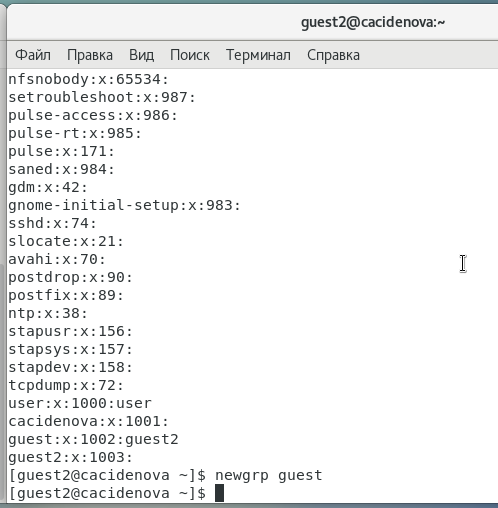 guest2@cacidenova:~
Файл Правка Вид Поиск Терминал Справка
nfsnobody:x:65534:
setroubleshoot:x:987:
pulse-access:x:986:
pulse-rt:x:985:
pulse:x:171:
saned:x:984:
gdm:x:42:
gnome-initial-setup:x:983:
sshd:x:74:
slocate:x:21:
avahi:x:70:
postdrop:x:90:
postfix:x:89:
ntp:x:38:
stapusr:x:156:
stapsys:x:157:
stapdev:x:158:
tcpdump:x:72:
user:x:1000:user
cacidenova:x:1001:
guest:x:1002:guest2
guest2:x:1003:
[guest2@cacidenova ~]$ newgrp guest
[guest2@cacidenova ~]$